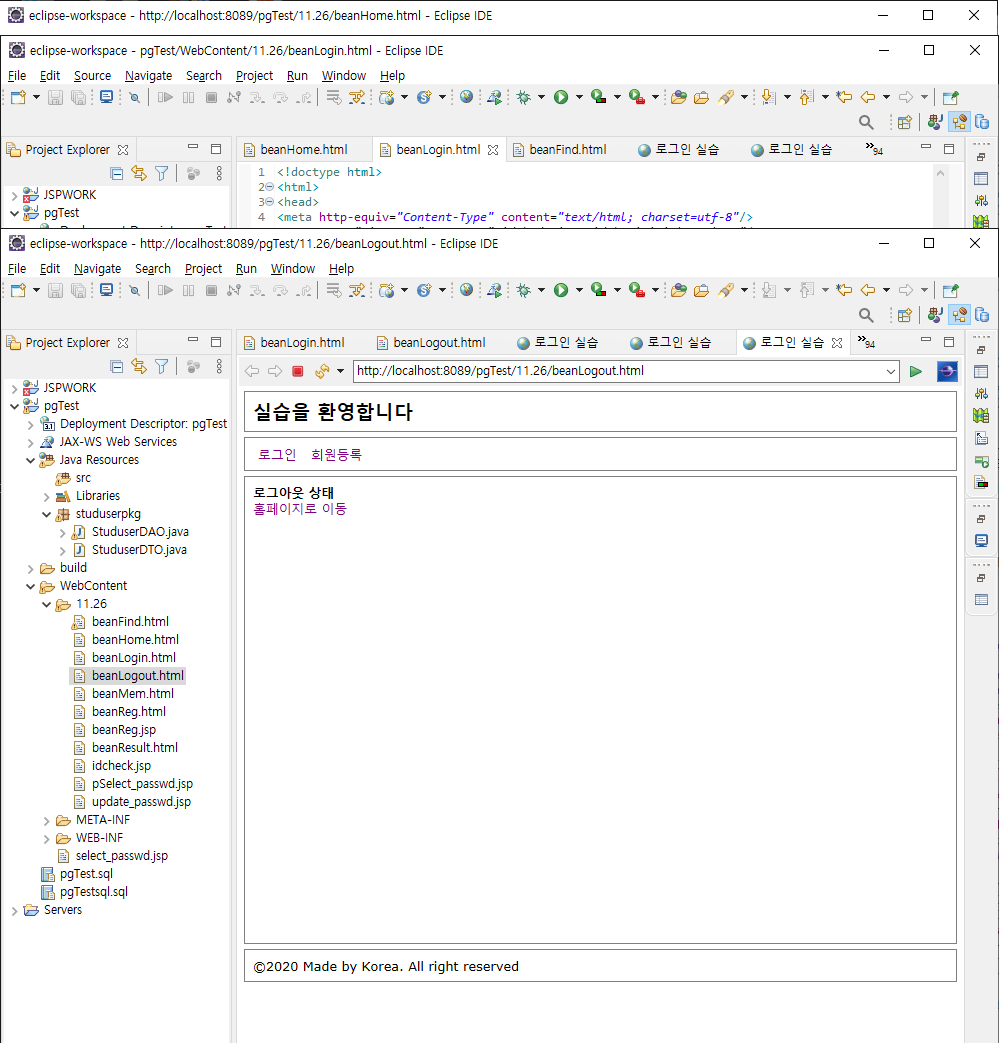 eclipse-workspace - http://localhost:8089/pgTest/11.26/beanHome.html - Eclipse IDE
eclipse-workspace - pgTest/WebContent/11.26/beanLogin.html - Eclipse IDE
File Edit Source Navigate Search Project Run Window Help
Project Explorer
beanHome.html beanLogin.html beanFind.html 로그인 실습 로그인 실습 »94
JSPWORK
pgTest
1 <!doctype html>
2 <html>
3 <head>
4 <meta http-equiv="Content-Type" content="text/html; charset=utf-8"/>
eclipse-workspace - http://localhost:8089/pgTest/11.26/beanLogout.html - Eclipse IDE
File Edit Navigate Search Project Run Window Help
Project Explorer
beanLogin.html beanLogout.html 로그인 실습 로그인 실습 로그인 실습 »94
http://localhost:8089/pgTest/11.26/beanLogout.html
JSPWORK
pgTest
Deployment Descriptor: pgTest
JAX-WS Web Services
Java Resources
src
Libraries
studuserpkg
StuduserDAO.java
StuduserDTO.java
build
WebContent
11.26
beanFind.html
beanHome.html
beanLogin.html
beanLogout.html
beanMem.html
beanReg.html
beanReg.jsp
beanResult.html
idcheck.jsp
pSelect_passwd.jsp
update_passwd.jsp
META-INF
WEB-INF
select_passwd.jsp
pgTest.sql
pgTestsql.sql
Servers
실습을 환영합니다
로그인 회원등록
로그아웃 상태
홈페이지로 이동
©2020 Made by Korea. All right reserved